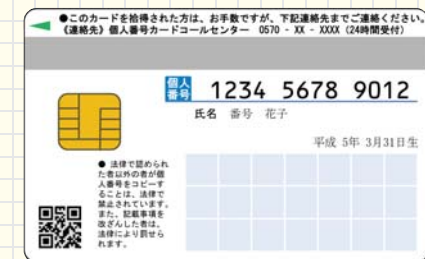 ●このカードを拾得された方は、お手数ですが、下記連絡先までご連絡ください。
《連絡先》個人番号カードコールセンター 0570 - XX - XXXX (24時間受付)
個人番号 1234 5678 9012
氏名 番号 花子
平成 5年 3月31日生
● 法律で認められ
た者以外の者が個
人番号をコピーす
ることは、法律で
禁止されています。
また、記載事項を
改ざんした者は、
法律により罰せら
れます。